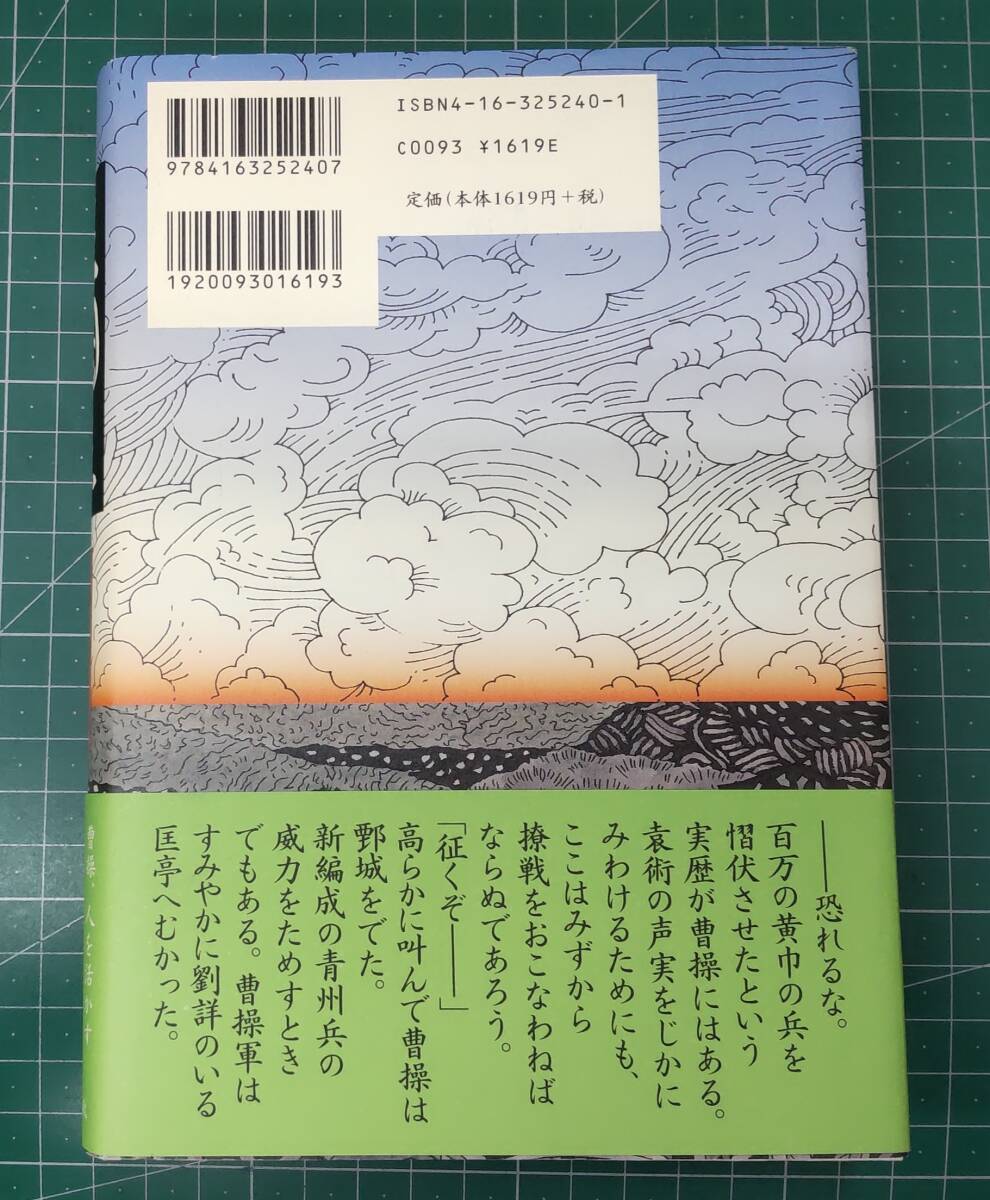 ISBN4-16-325240-1
C0093 ¥1619E
定価(本体1619円+税)
9784163252407
1920093016193
――恐れるな。
百万の黄巾の兵を
慴伏させたという
実歴が曹操にはある。
袁術の声実をじかに
みわけるためにも、
ここはみずから
撩戦をおこなわねば
ならぬであろう。
「征くぞ――」
高らかに叫んで曹操は
鄄城をでた。
新編成の青州兵の
威力をためすとき
でもある。曹操軍は
すみやかに劉詳のいる
匡亭へむかった。
曹操、人を活かす